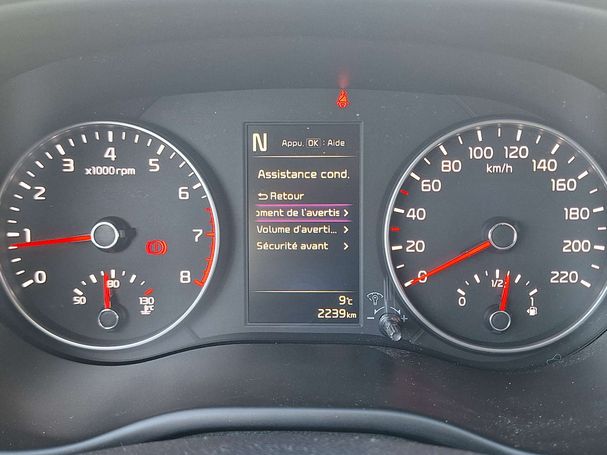 N Appu. OK : Aide
Assistance cond.
Retour
oment de l'avertis
Volume d'averti...
Sécurité avant
9°C
2239km
0 1 2 3 4 5 6 7 8
x1000rpm
50 80 130
°C
0 20 40 60 80 100 120 140 160 180 200 220
km/h
0 1/2 1
- +